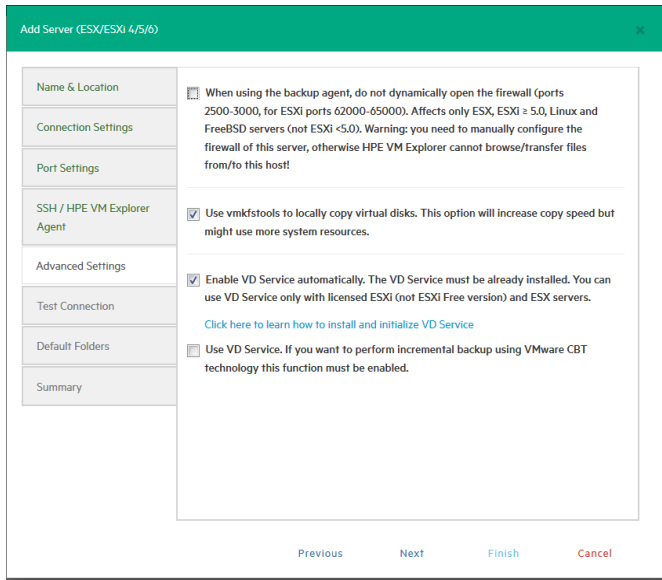 Add Server (ESX/ESXi 4/5/6)
×
Name & Location
Connection Settings
Port Settings
SSH / HPE VM Explorer
Agent
Advanced Settings
Test Connection
Default Folders
Summary
When using the backup agent, do not dynamically open the firewall (ports
2500-3000, for ESXi ports 62000-65000). Affects only ESX, ESXi ≥ 5.0, Linux and
FreeBSD servers (not ESXi <5.0). Warning: you need to manually configure the
firewall of this server, otherwise HPE VM Explorer cannot browse/transfer files
from/to this host!
Use vmkfstools to locally copy virtual disks. This option will increase copy speed but
might use more system resources.
Enable VD Service automatically. The VD Service must be already installed. You can
use VD Service only with licensed ESXi (not ESXi Free version) and ESX servers.
Click here to learn how to install and initialize VD Service
Use VD Service. If you want to perform incremental backup using VMware CBT
technology this function must be enabled.
Previous Next Finish Cancel